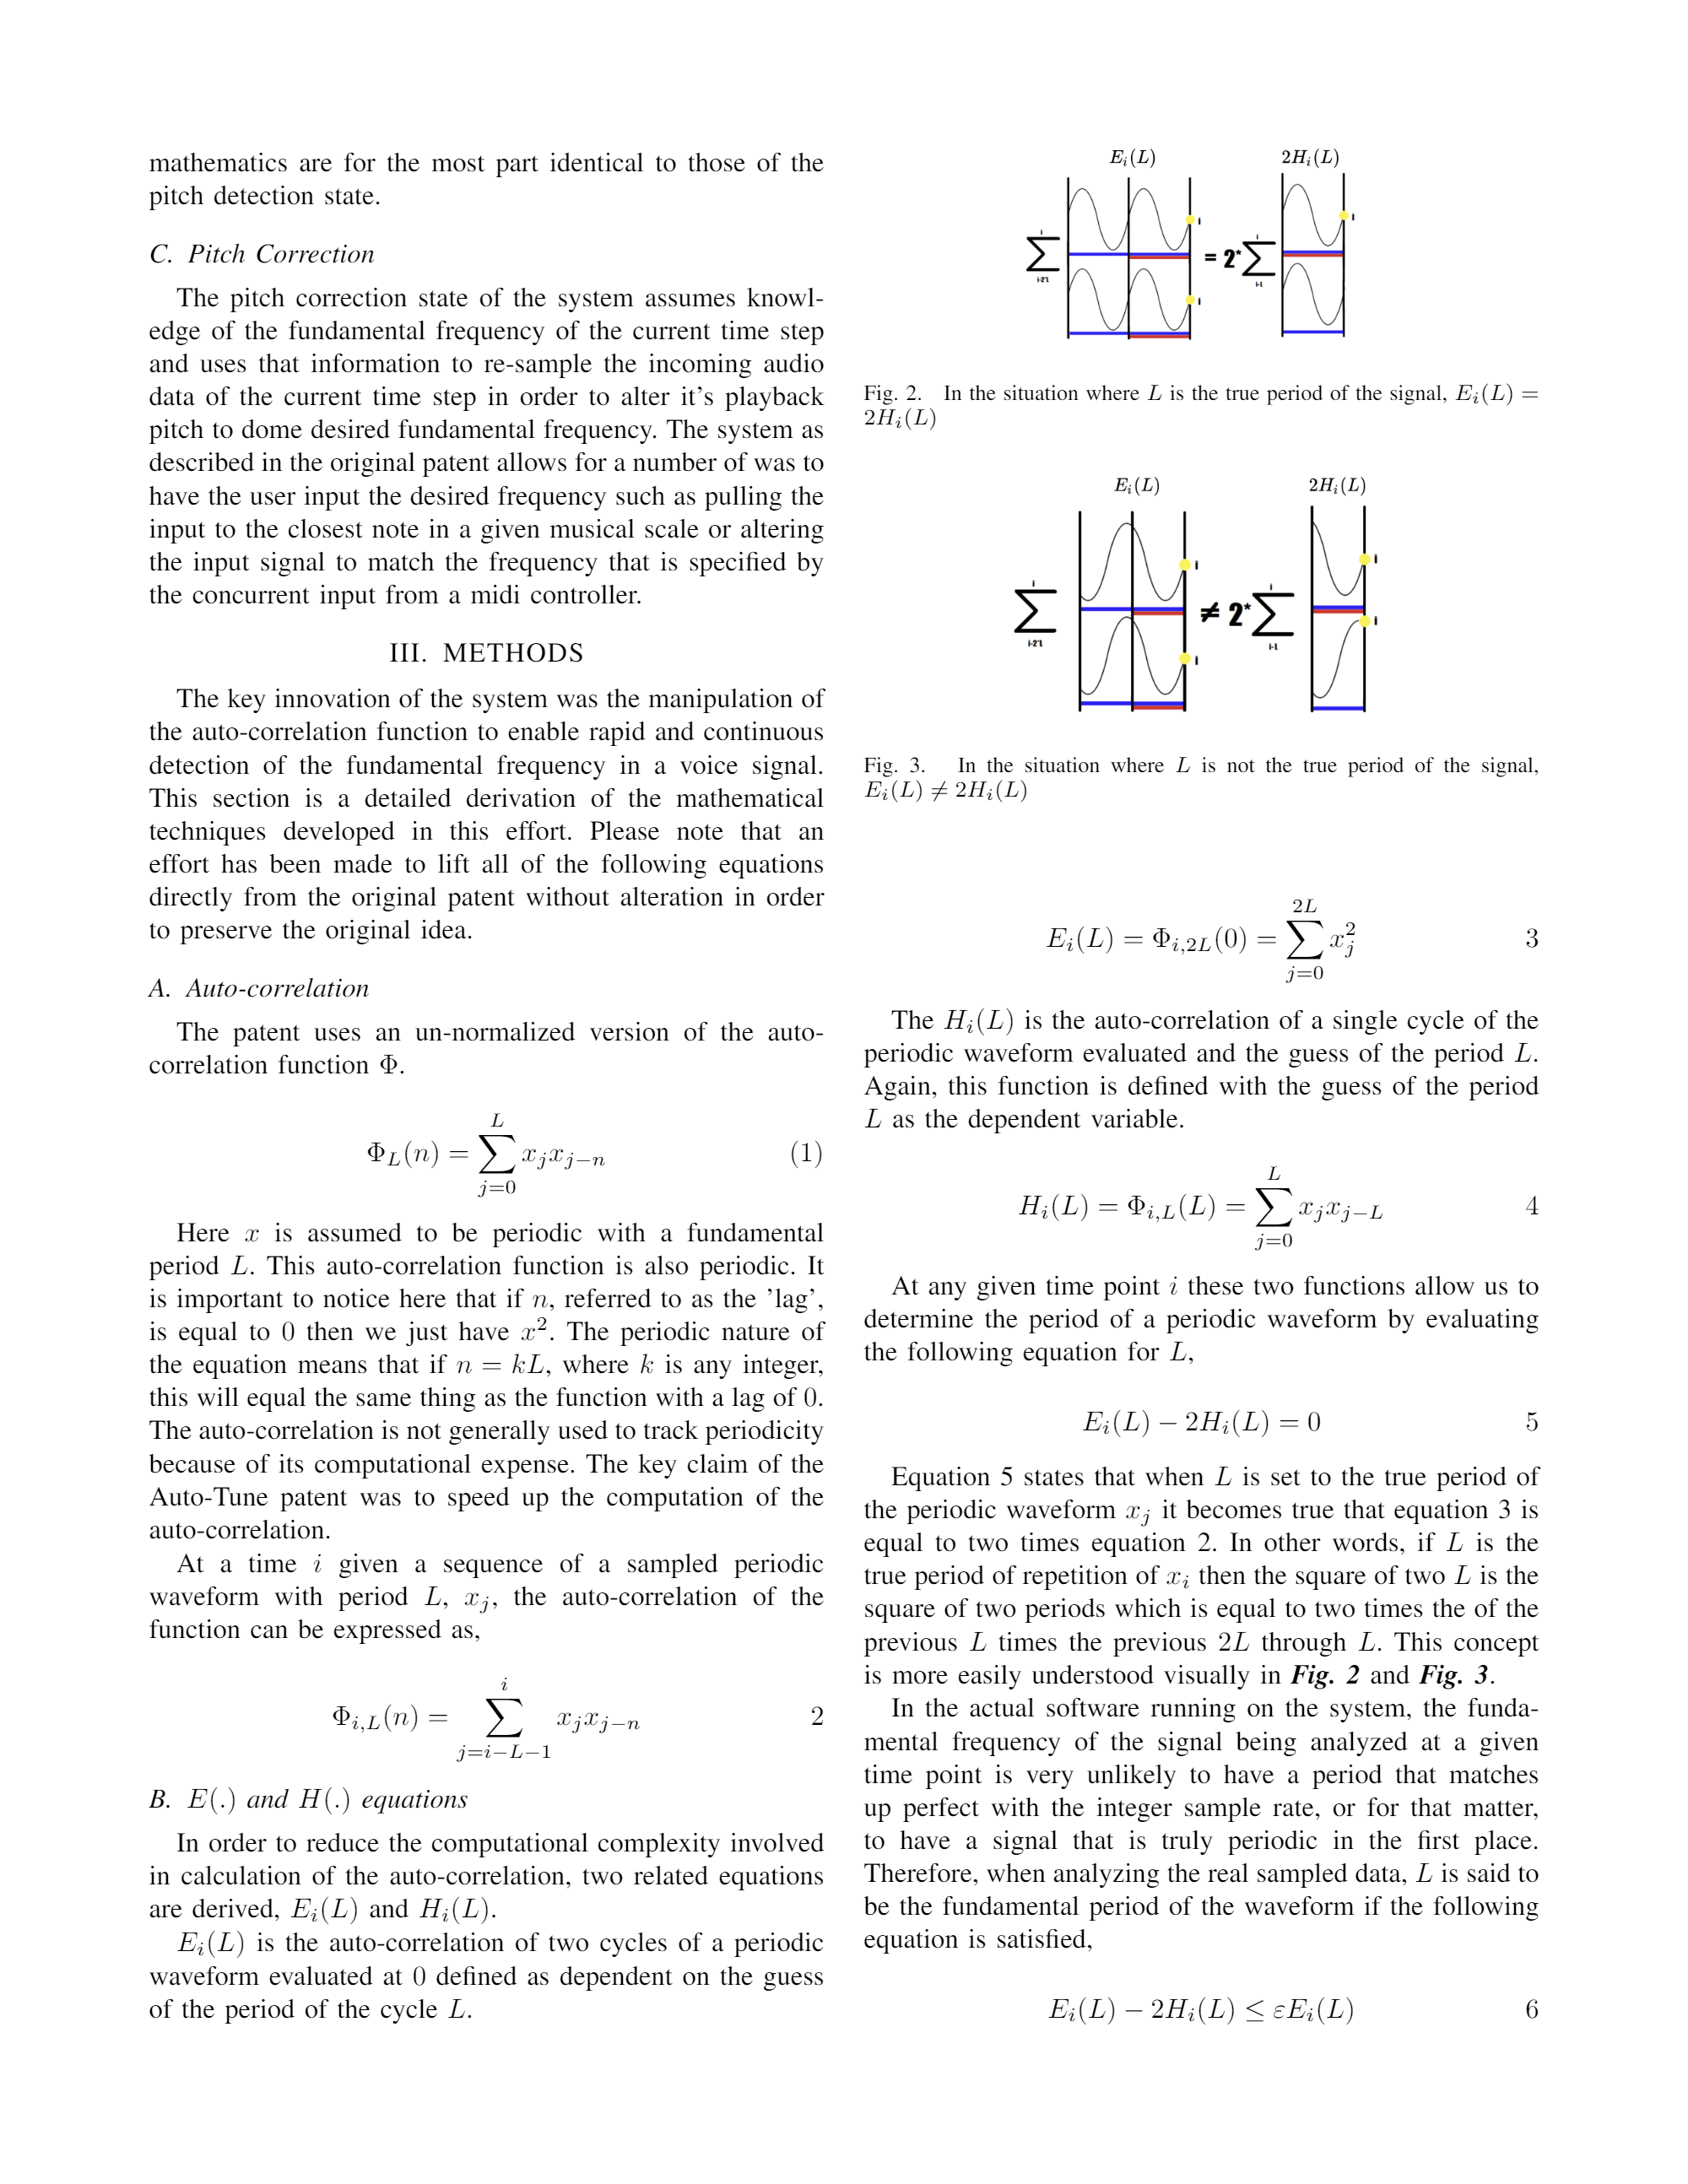 mathematics are for the most part identical to those of the
pitch detection state.
C. Pitch Correction
The pitch correction state of the system assumes knowl-
edge of the fundamental frequency of the current time step
and uses that information to re-sample the incoming audio
data of the current time step in order to alter it's playback
pitch to dome desired fundamental frequency. The system as
described in the original patent allows for a number of was to
have the user input the desired frequency such as pulling the
input to the closest note in a given musical scale or altering
the input signal to match the frequency that is specified by
the concurrent input from a midi controller.
III. METHODS
The key innovation of the system was the manipulation of
the auto-correlation function to enable rapid and continuous
detection of the fundamental frequency in a voice signal.
This section is a detailed derivation of the mathematical
techniques developed in this effort. Please note that an
effort has been made to lift all of the following equations
directly from the original patent without alteration in order
to preserve the original idea.
A. Auto-correlation
The patent uses an un-normalized version of the auto-
correlation function Φ.
Φ_L(n) = ∑_{j=0}^{L} x_j x_{j−n} (1)
Here x is assumed to be periodic with a fundamental
period L. This auto-correlation function is also periodic. It
is important to notice here that if n, referred to as the 'lag',
is equal to 0 then we just have x². The periodic nature of
the equation means that if n = kL, where k is any integer,
this will equal the same thing as the function with a lag of 0.
The auto-correlation is not generally used to track periodicity
because of its computational expense. The key claim of the
Auto-Tune patent was to speed up the computation of the
auto-correlation.
At a time i given a sequence of a sampled periodic
waveform with period L, x_j, the auto-correlation of the
function can be expressed as,
Φ_{i,L}(n) = ∑_{j=i−L−1}^{i} x_j x_{j−n} 2
B. E(.) and H(.) equations
In order to reduce the computational complexity involved
in calculation of the auto-correlation, two related equations
are derived, E_i(L) and H_i(L).
E_i(L) is the auto-correlation of two cycles of a periodic
waveform evaluated at 0 defined as dependent on the guess
of the period of the cycle L.
E_i(L) 2H_i(L)
∑_{i-2*L}^{i} i i = 2*∑_{i-L}^{i} i
Fig. 2. In the situation where L is the true period of the signal, E_i(L) =
2H_i(L)
E_i(L) 2H_i(L)
∑_{i-2*L}^{i} i i ≠ 2*∑_{i-L}^{i} i i
Fig. 3. In the situation where L is not the true period of the signal,
E_i(L) ≠ 2H_i(L)
E_i(L) = Φ_{i,2L}(0) = ∑_{j=0}^{2L} x_j^2 3
The H_i(L) is the auto-correlation of a single cycle of the
periodic waveform evaluated and the guess of the period L.
Again, this function is defined with the guess of the period
L as the dependent variable.
H_i(L) = Φ_{i,L}(L) = ∑_{j=0}^{L} x_j x_{j−L} 4
At any given time point i these two functions allow us to
determine the period of a periodic waveform by evaluating
the following equation for L,
E_i(L) − 2H_i(L) = 0 5
Equation 5 states that when L is set to the true period of
the periodic waveform x_j it becomes true that equation 3 is
equal to two times equation 2. In other words, if L is the
true period of repetition of x_i then the square of two L is the
square of two periods which is equal to two times the of the
previous L times the previous 2L through L. This concept
is more easily understood visually in Fig. 2 and Fig. 3.
In the actual software running on the system, the funda-
mental frequency of the signal being analyzed at a given
time point is very unlikely to have a period that matches
up perfect with the integer sample rate, or for that matter,
to have a signal that is truly periodic in the first place.
Therefore, when analyzing the real sampled data, L is said to
be the fundamental period of the waveform if the following
equation is satisfied,
E_i(L) − 2H_i(L) ≤ εE_i(L) 6